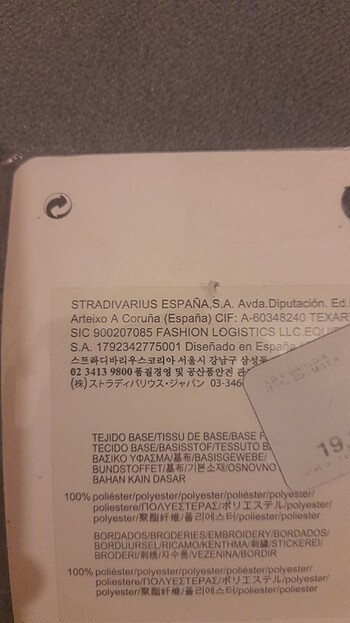 STRADIVARIUS ESPAÑA,S.A. Avda.Diputación. Ed.
Arteixo A Coruña (España) CIF: A-60348240 TEXAR
SIC 900207085 FASHION LOGISTICS LLC.EQUI
S.A. 1792342775001 Diseñado en España
스트라디바리우스코리아 서울시 강남구 삼성동
02 3413 9800 품질경영 및 공산품안전 관
(株)ストラディバリウス・ジャパン 03-346
TEJIDO BASE/TISSU DE BASE/BASE F
TECIDO BASE/BASISSTOF/TESSUTO B
ΒΑΣΙΚΟ ΥΦΑΣΜΑ/基布/BASISGEWEBE/
BUNDSTOFFET/基布/기본소재/OSNOVNO
BAHAN KAIN DASAR
100% poliéster/polyester/polyester/poliéster/polyester/
poliestere/ΠΟΛΥΕΣΤΕΡΑΣ/ポリエステル/polyester/
polyester/聚酯纤维/폴리에스터/poliester/poliester
BORDADOS/BRODERIES/EMBROIDERY/BORDADOS/
BORDUURSEL/RICAMO/ΚΕΝΤΗΜΑ/刺繍/STICKEREI/
BRODERI/刺绣/자수품/VEZENINA/BORDIR
100% poliéster/polyester/polyester/poliéster/polyester/
poliestere/ΠΟΛΥΕΣΤΕΡΑΣ/ポリエステル/polyester/
polyester/聚酯纤维/폴리에스터/poliester/poliester
19